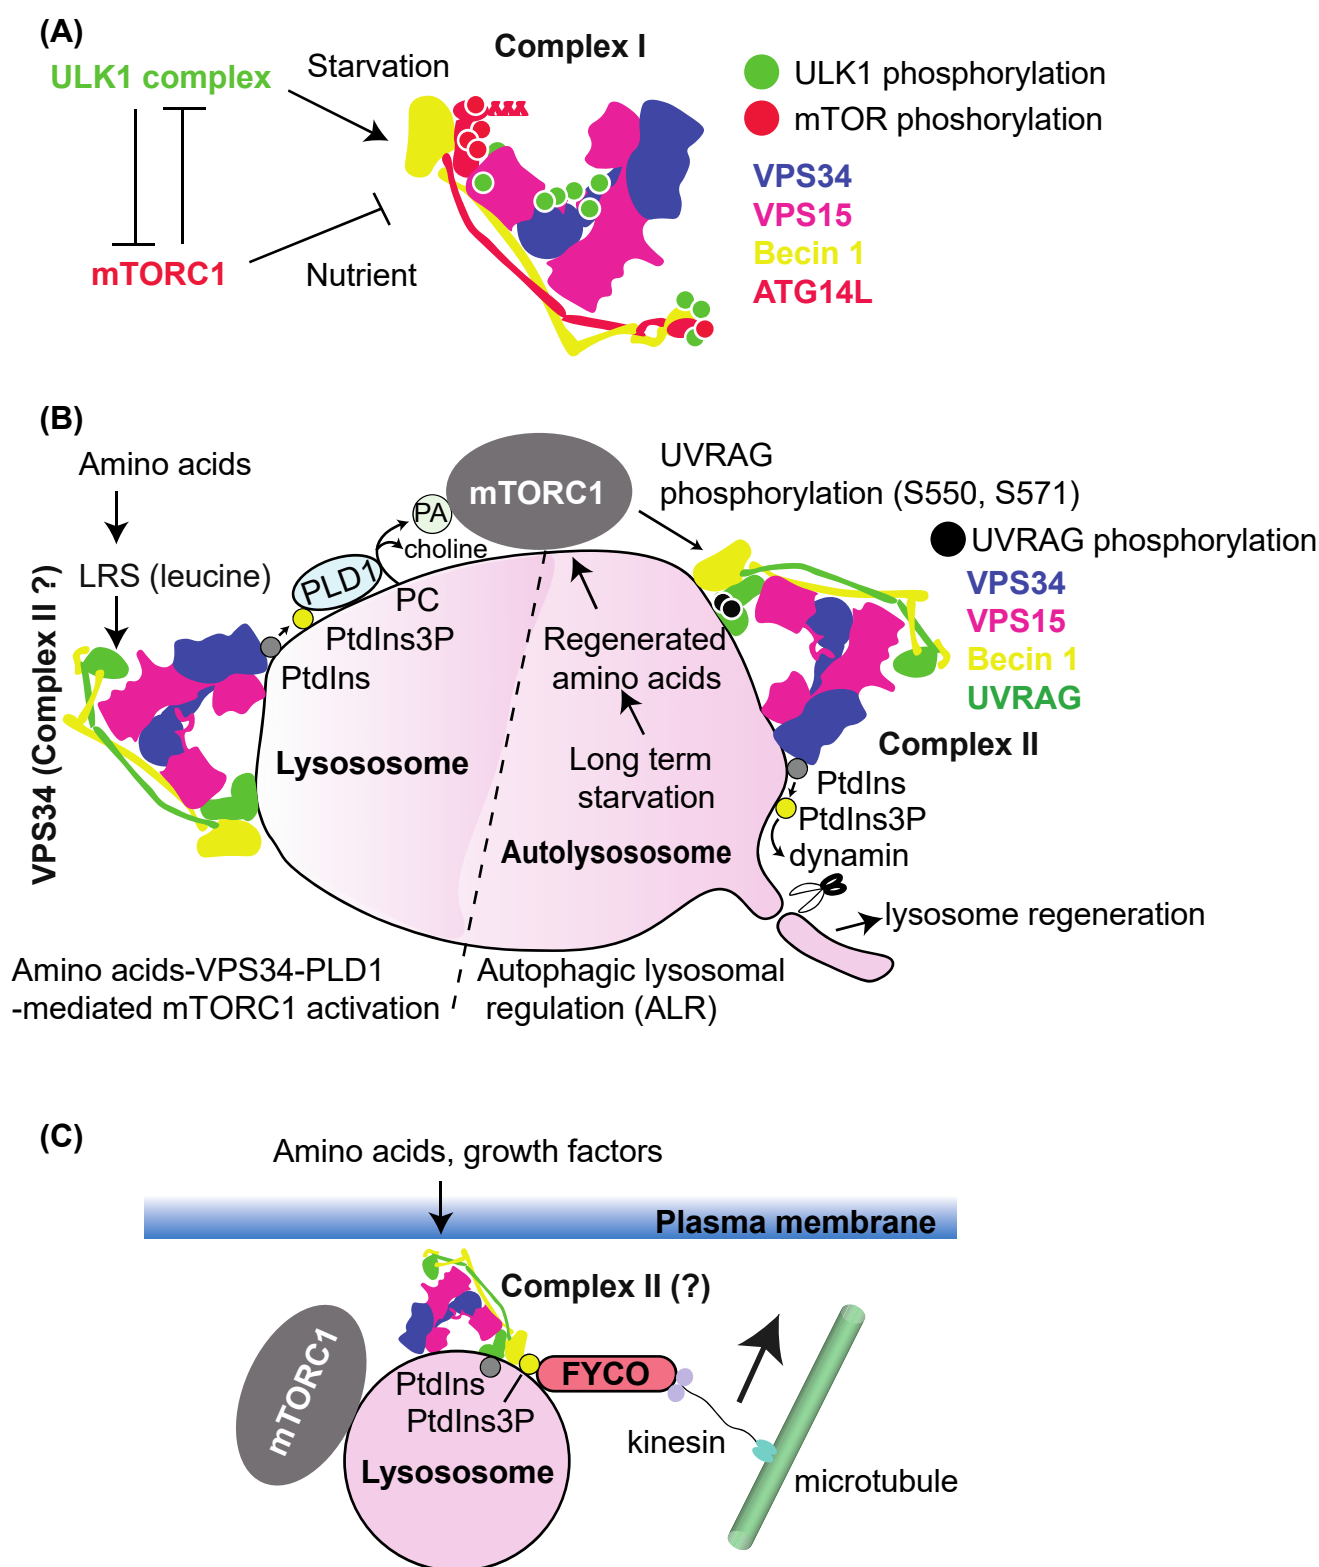 (A)
ULK1 complex
Starvation
Complex I
ULK1 phosphorylation
mTOR phoshorylation
VPS34
VPS15
Becin 1
ATG14L
mTORC1
Nutrient
(B)
Amino acids
LRS (leucine)
VPS34 (Complex II ?)
PLD1
PA
choline
PC
PtdIns3P
PtdIns
mTORC1
UVRAG
phosphorylation (S550, S571)
UVRAG phosphorylation
VPS34
VPS15
Becin 1
UVRAG
Complex II
Regenerated
amino acids
Long term
starvation
Lysososome
Autolysososome
PtdIns
PtdIns3P
dynamin
lysosome regeneration
Amino acids-VPS34-PLD1
-mediated mTORC1 activation
Autophagic lysosomal
regulation (ALR)
(C)
Amino acids, growth factors
Plasma membrane
Complex II (?)
mTORC1
PtdIns
PtdIns3P
FYCO
kinesin
microtubule
Lysososome